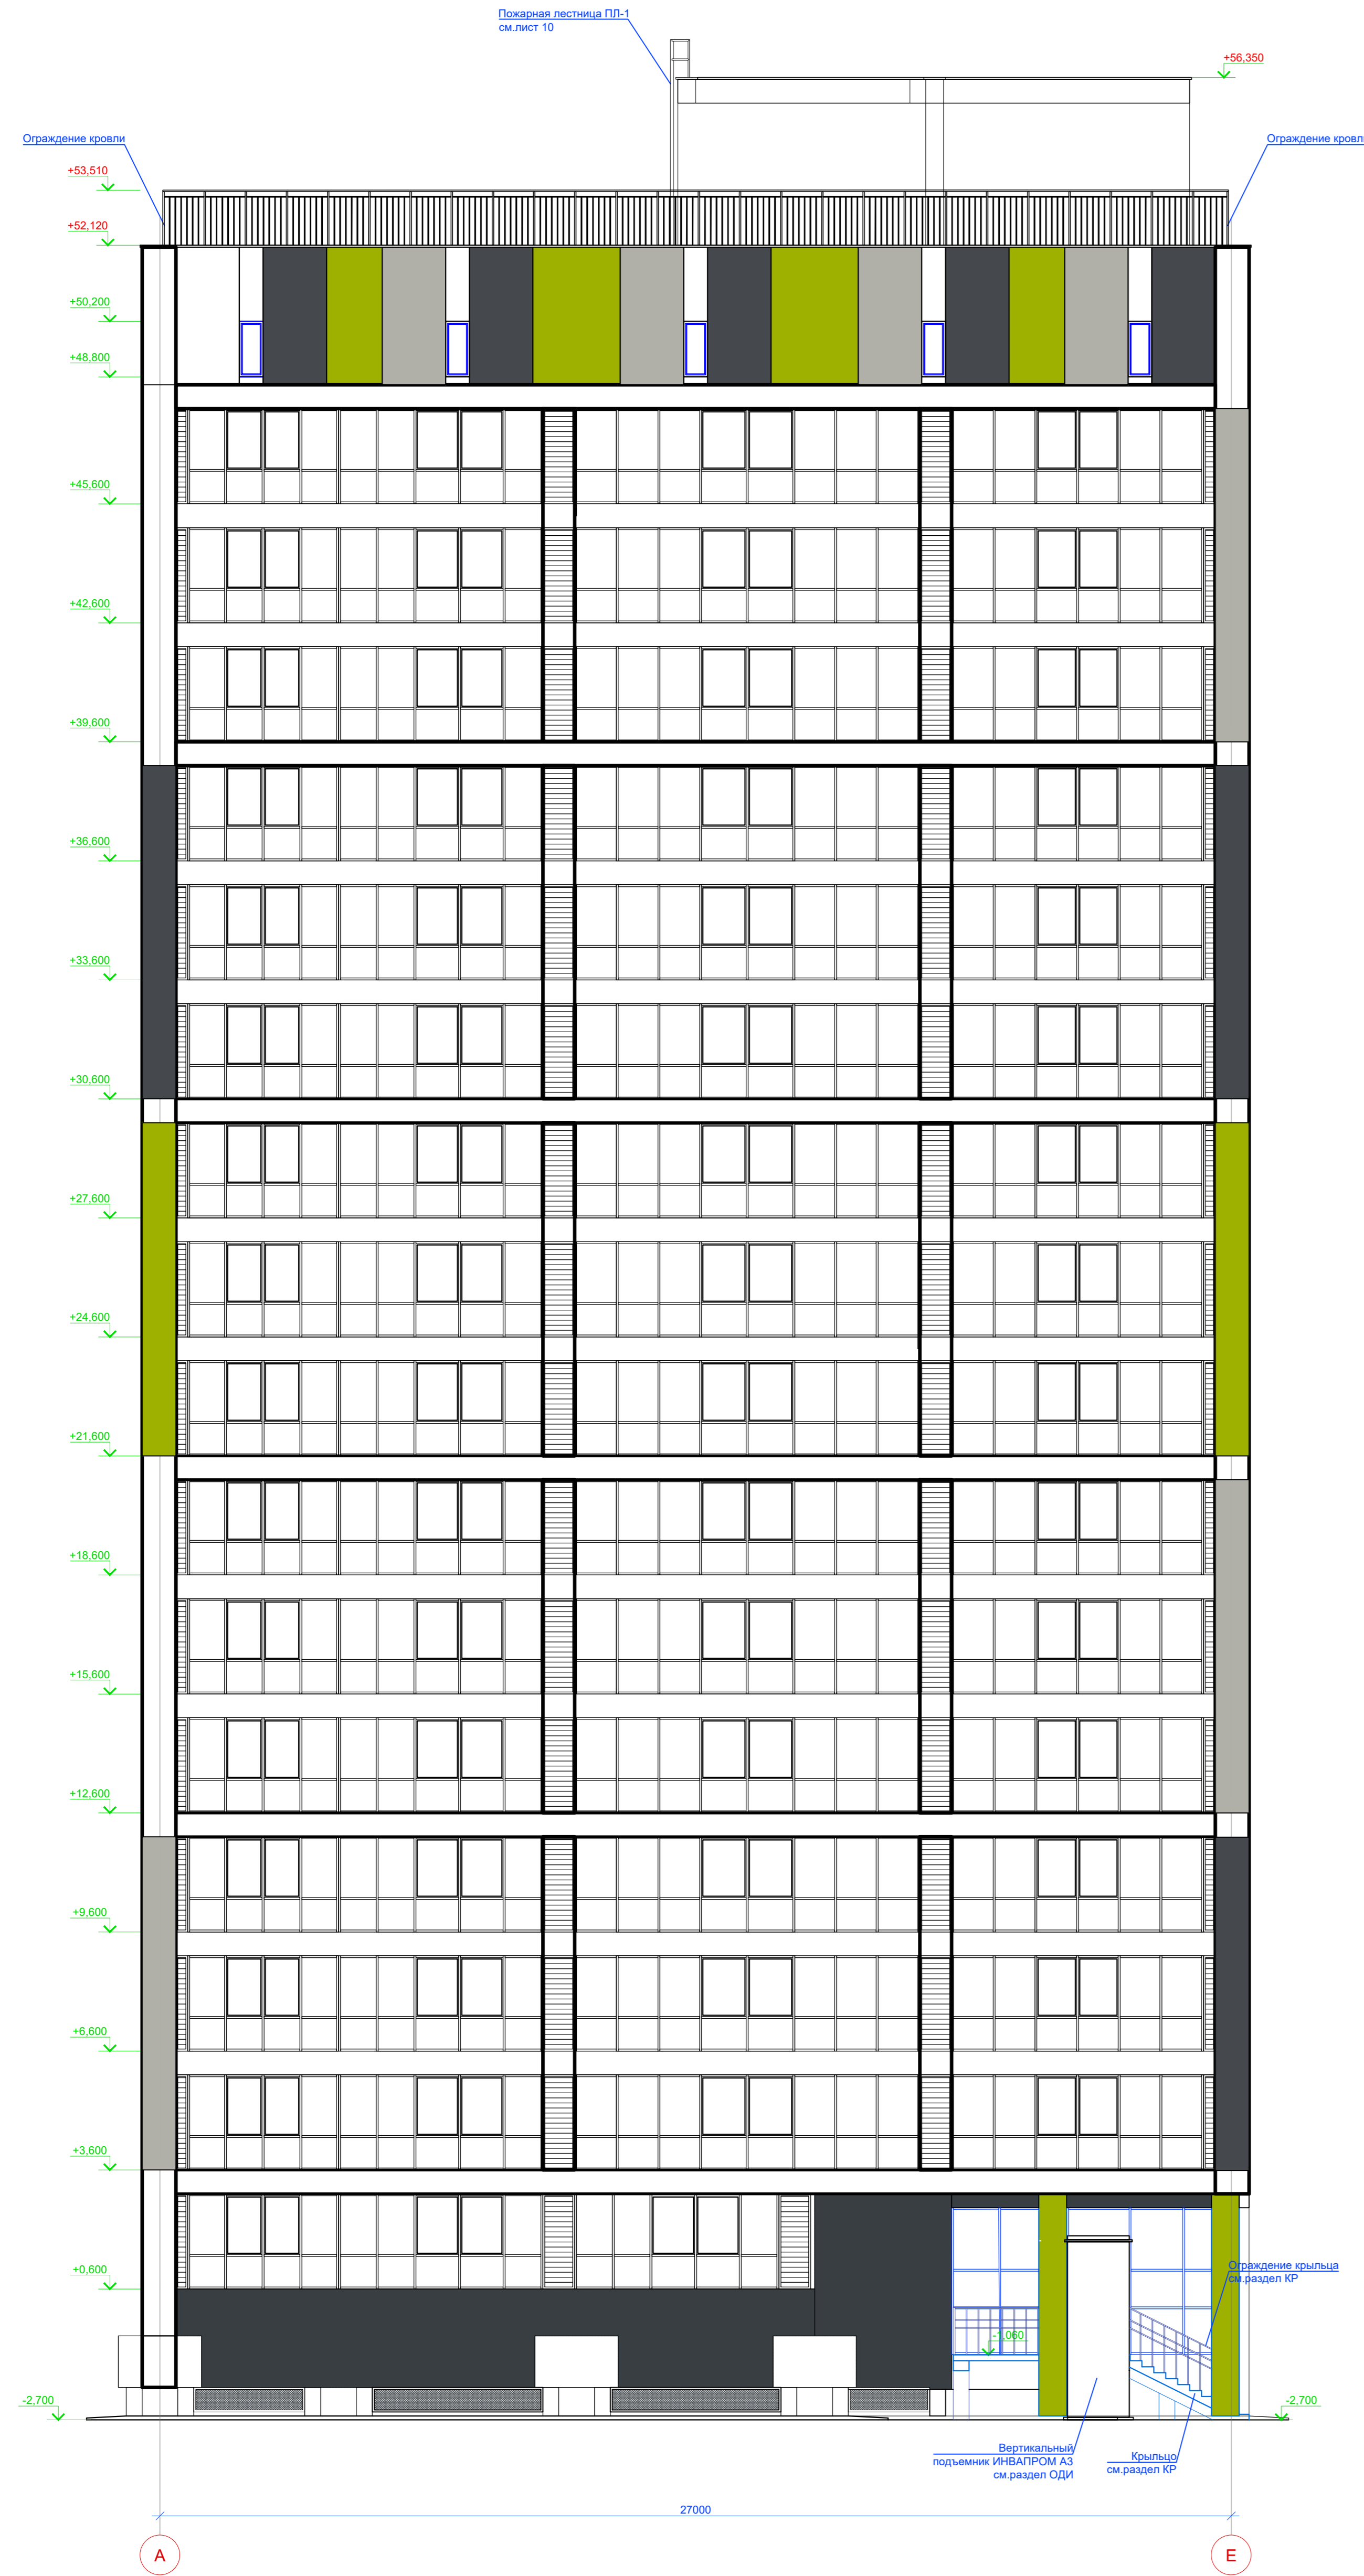 Пожарная лестница ПЛ-1
см.лист 10
+56,350
Ограждение кровли
Ограждение кровл
+53,510
+52,120
+50,200
+48,800
+45,600
+42,600
+39,600
+36,600
+33,600
+30,600
+27,600
+24,600
+21,600
+18,600
+15,600
+12,600
+9,600
+6,600
+3,600
+0,600
Ограждение крыльца
см.раздел КР
-1,060
-2,700
-2,700
Вертикальный
подъемник ИНВАПРОМ А3
см.раздел ОДИ
Крыльцо
см.раздел КР
27000
А
Е